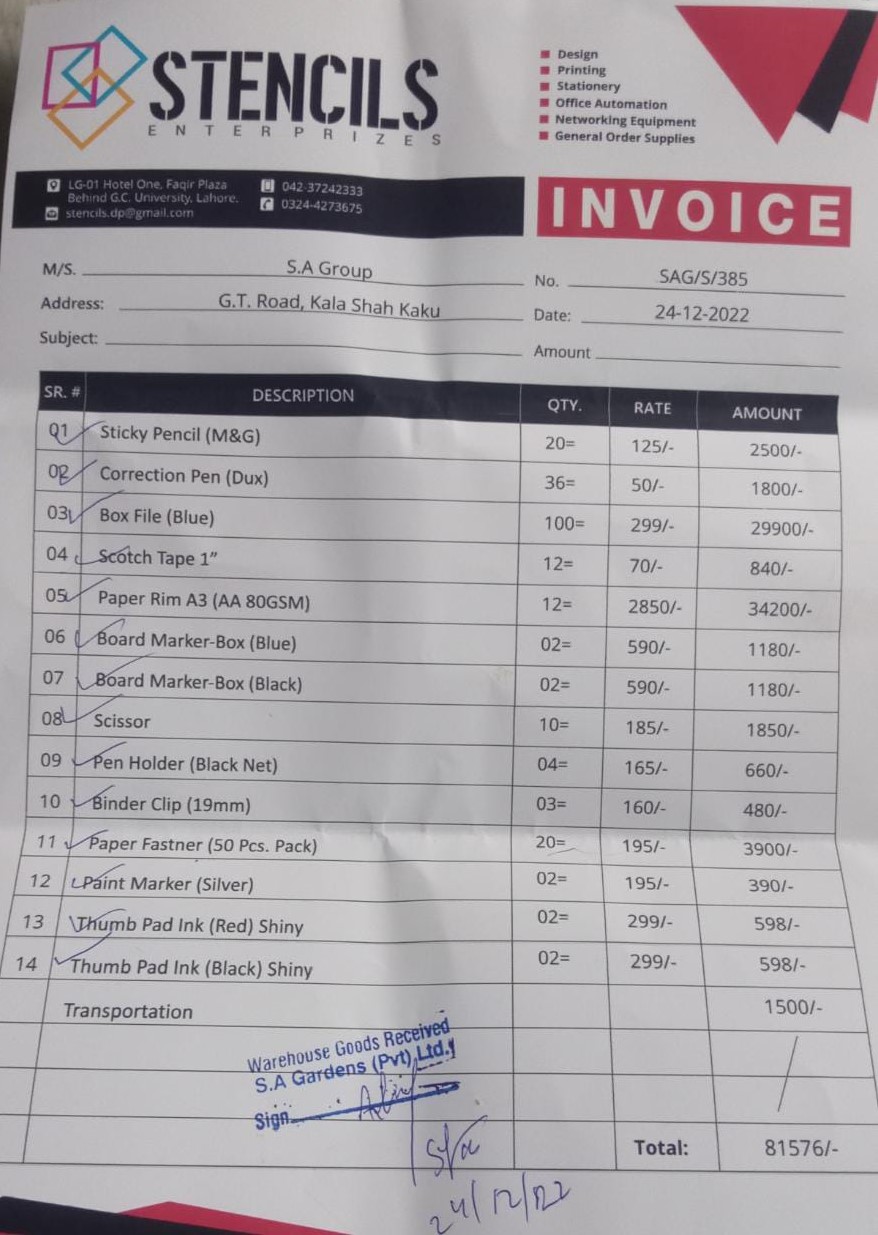 STENCILS
ENTERPRIZES
Design
Printing
Stationery
Office Automation
Networking Equipment
General Order Supplies
LG-01 Hotel One, Faqir Plaza
Behind G.C. University, Lahore.
stencils.dp@gmail.com
042-37242333
0324-4273675
INVOICE
M/S. S.A Group
Address: G.T. Road, Kala Shah Kaku
Subject:
No. SAG/S/385
Date: 24-12-2022
Amount
SR. # DESCRIPTION QTY. RATE AMOUNT
01 Sticky Pencil (M&G) 20= 125/- 2500/-
02 Correction Pen (Dux) 36= 50/- 1800/-
03 Box File (Blue) 100= 299/- 29900/-
04 Scotch Tape 1” 12= 70/- 840/-
05 Paper Rim A3 (AA 80GSM) 12= 2850/- 34200/-
06 Board Marker-Box (Blue) 02= 590/- 1180/-
07 Board Marker-Box (Black) 02= 590/- 1180/-
08 Scissor 10= 185/- 1850/-
09 Pen Holder (Black Net) 04= 165/- 660/-
10 Binder Clip (19mm) 03= 160/- 480/-
11 Paper Fastner (50 Pcs. Pack) 20= 195/- 3900/-
12 Paint Marker (Silver) 02= 195/- 390/-
13 Thumb Pad Ink (Red) Shiny 02= 299/- 598/-
14 Thumb Pad Ink (Black) Shiny 02= 299/- 598/-
Transportation 1500/-
Warehouse Goods Received
S.A Gardens (Pvt) Ltd.
Sign
Total: 81576/-
24/12/22